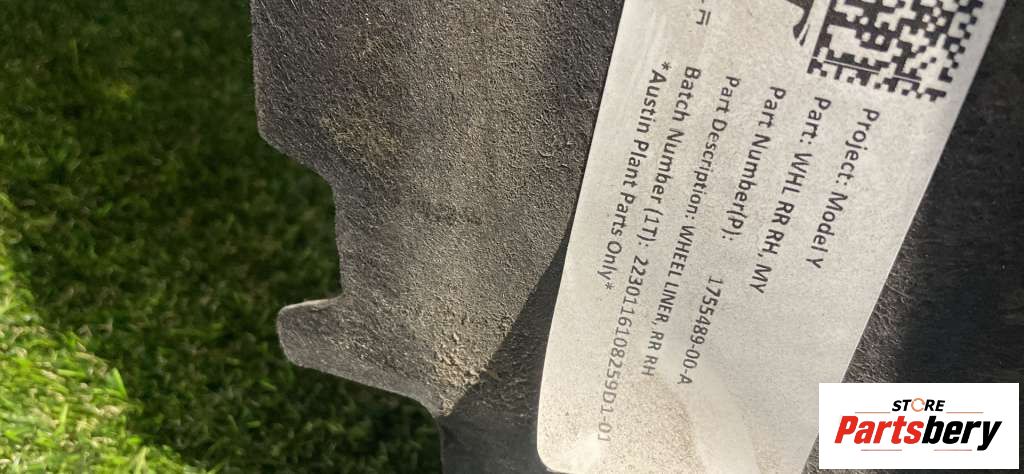 Project: Model Y
Part: WHL RR RH, MY
Part Number(P): 1755489-00-A
Part Description: WHEEL LINER, RR RH
Batch Number (1T): 2230116108259D1-01
*Austin Plant Parts Only*
STORE
Partsbery